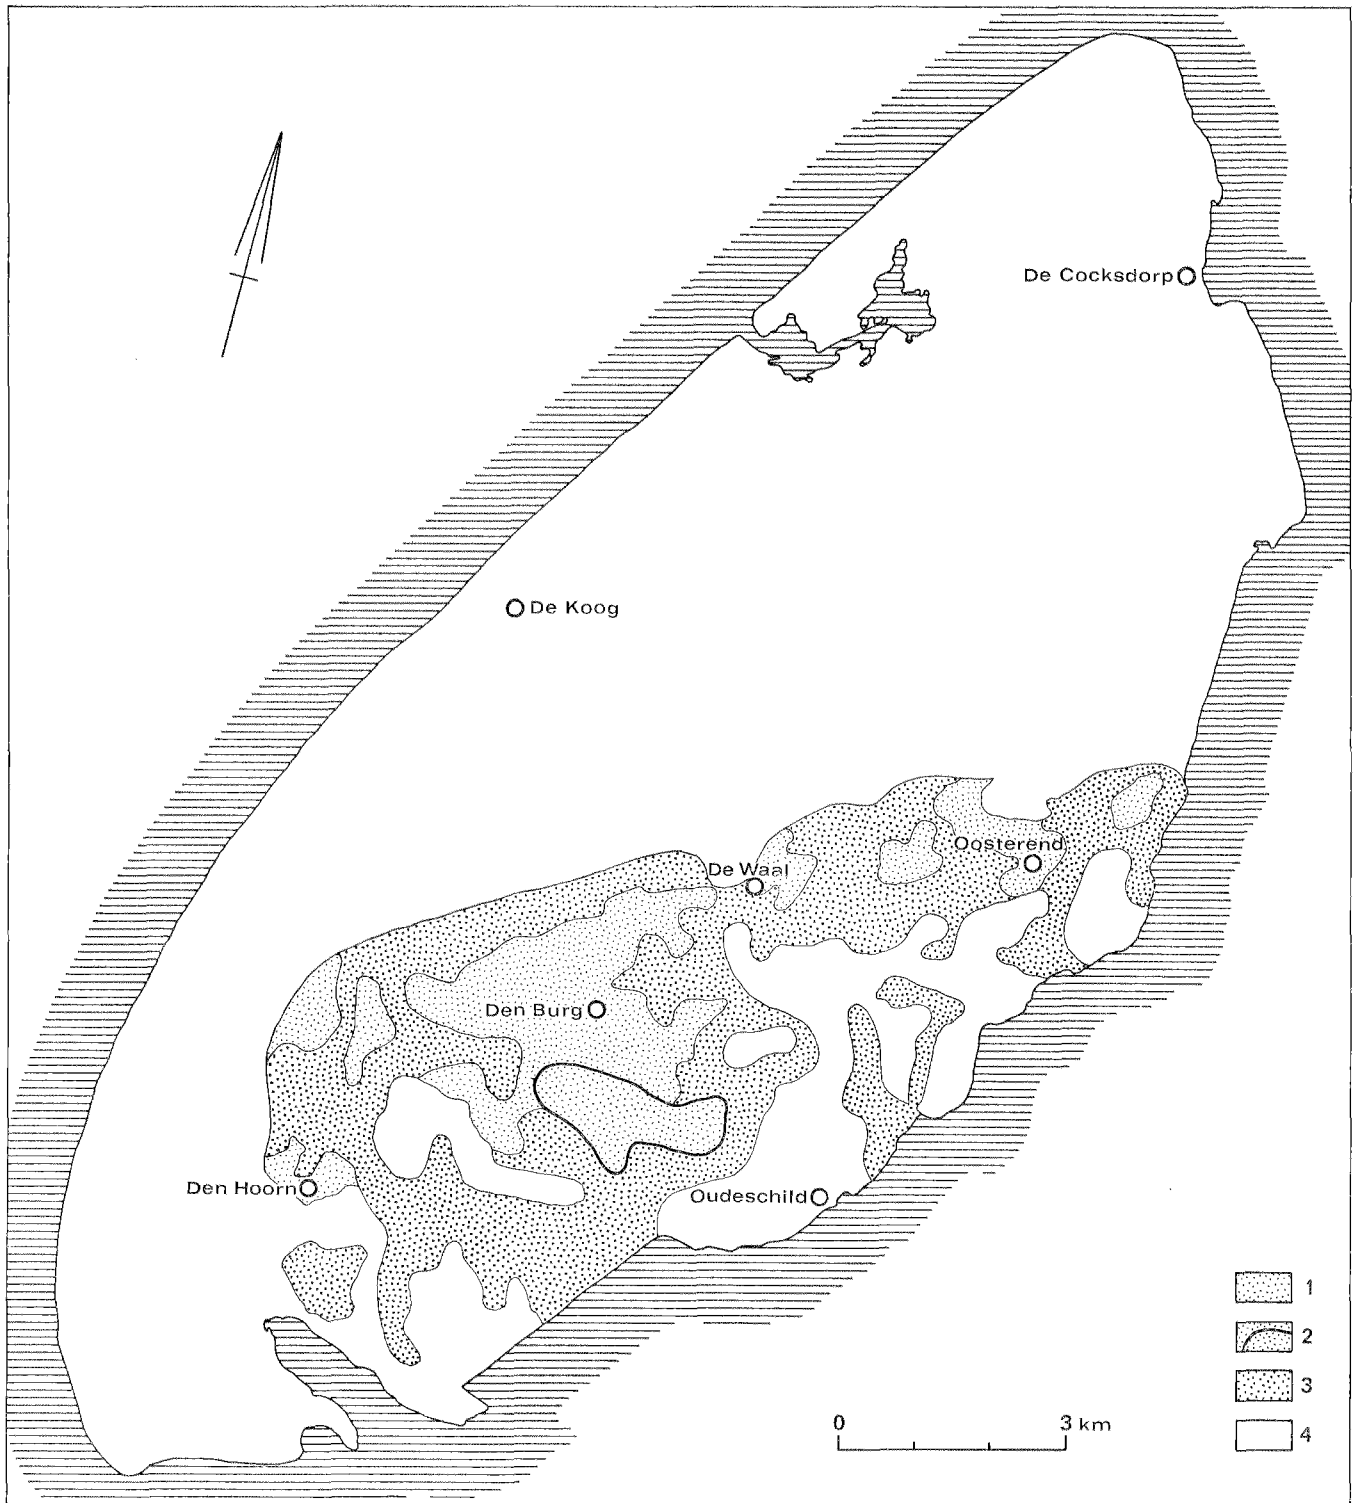 De Cocksdorp
De Koog
Oosterend
De Waal
Den Burg
Den Hoorn
Oudeschild
1
2
3
4
0 3 km